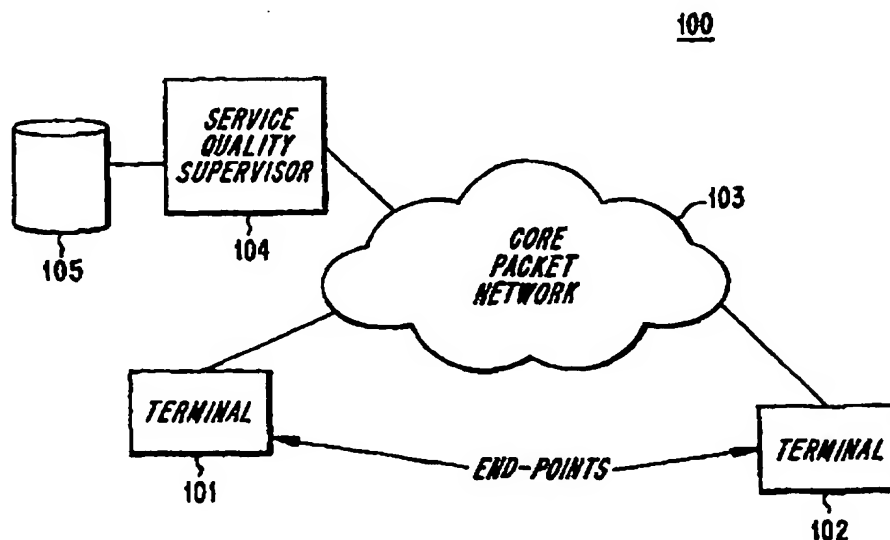 100
SERVICE
QUALITY
SUPERVISOR
105
104
103
CORE
PACKET
NETWORK
TERMINAL
101
END-POINTS
TERMINAL
102